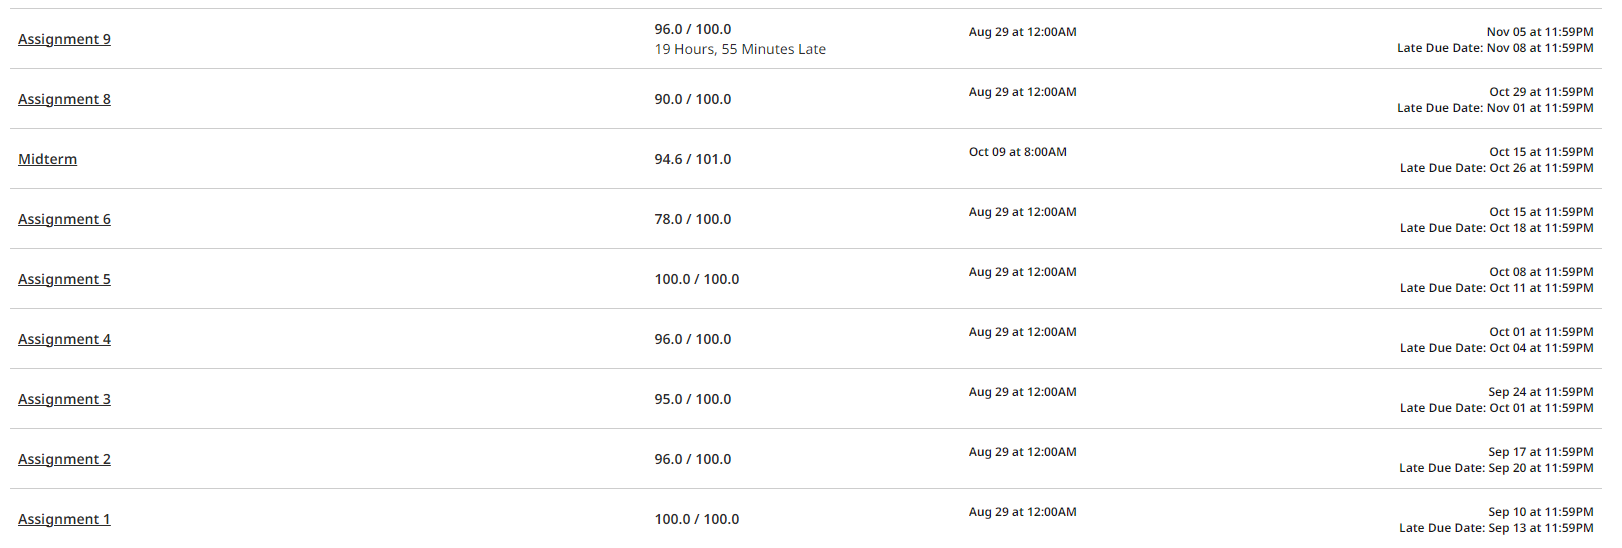 Assignment 9
96.0 / 100.0
19 Hours, 55 Minutes Late
Aug 29 at 12:00AM
Nov 05 at 11:59PM
Late Due Date: Nov 08 at 11:59PM
Assignment 8
90.0 / 100.0
Aug 29 at 12:00AM
Oct 29 at 11:59PM
Late Due Date: Nov 01 at 11:59PM
Midterm
94.6 / 101.0
Oct 09 at 8:00AM
Oct 15 at 11:59PM
Late Due Date: Oct 26 at 11:59PM
Assignment 6
78.0 / 100.0
Aug 29 at 12:00AM
Oct 15 at 11:59PM
Late Due Date: Oct 18 at 11:59PM
Assignment 5
100.0 / 100.0
Aug 29 at 12:00AM
Oct 08 at 11:59PM
Late Due Date: Oct 11 at 11:59PM
Assignment 4
96.0 / 100.0
Aug 29 at 12:00AM
Oct 01 at 11:59PM
Late Due Date: Oct 04 at 11:59PM
Assignment 3
95.0 / 100.0
Aug 29 at 12:00AM
Sep 24 at 11:59PM
Late Due Date: Oct 01 at 11:59PM
Assignment 2
96.0 / 100.0
Aug 29 at 12:00AM
Sep 17 at 11:59PM
Late Due Date: Sep 20 at 11:59PM
Assignment 1
100.0 / 100.0
Aug 29 at 12:00AM
Sep 10 at 11:59PM
Late Due Date: Sep 13 at 11:59PM